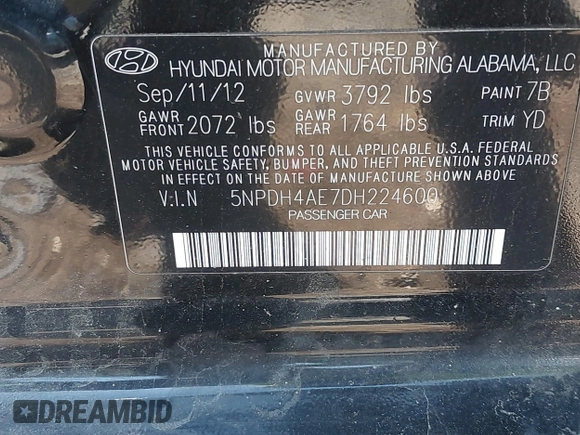 MANUFACTURED BY
HYUNDAI MOTOR MANUFACTURING ALABAMA, LLC
Sep/11/12 GVWR 3792 lbs PAINT 7B
GAWR FRONT 2072 lbs GAWR REAR 1764 lbs TRIM YD
THIS VEHICLE CONFORMS TO ALL APPLICABLE U.S.A. FEDERAL
MOTOR VEHICLE SAFETY, BUMPER, AND THEFT PREVENTION
STANDARDS IN EFFECT ON THE DATE OF MANUFACTURE SHOWN ABOVE.
V.I.N 5NPDH4AE7DH224600
PASSENGER CAR
DREAMBID